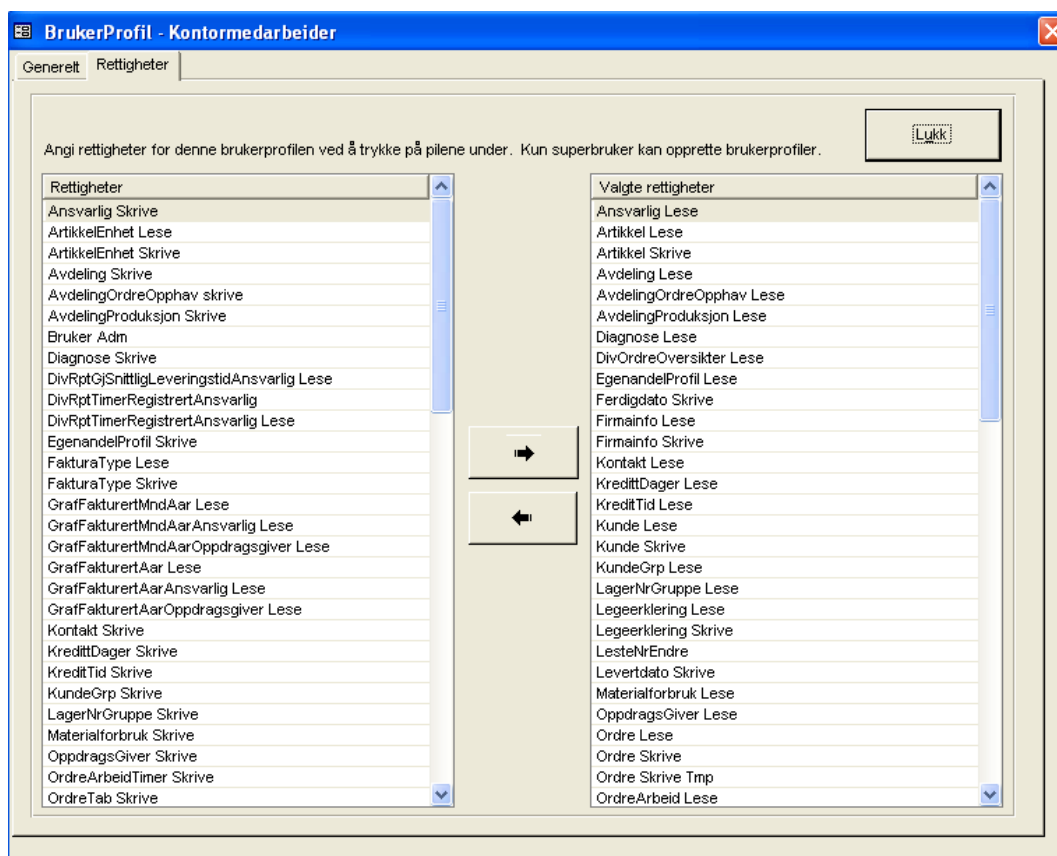 BrukerProfil - Kontormedarbeider
Generelt
Rettigheter
Lukk
Angi rettigheter for denne brukerprofilen ved å trykke på pilene under. Kun superbruker kan opprette brukerprofiler.
Rettigheter
Ansvarlig Skrive
ArtikkelEnhet Lese
ArtikkelEnhet Skrive
Avdeling Skrive
AvdelingOrdreOpphav skrive
AvdelingProduksjon Skrive
Bruker Adm
Diagnose Skrive
DivRptGjSnittligLeveringstidAnsvarlig Lese
DivRptTimerRegistrertAnsvarlig
DivRptTimerRegistrertAnsvarlig Lese
EgenandelProfil Skrive
FakturaType Lese
FakturaType Skrive
GrafFakturertMndAar Lese
GrafFakturertMndAarAnsvarlig Lese
GrafFakturertMndAarOppdragsgiver Lese
GrafFakturertAar Lese
GrafFakturertAarAnsvarlig Lese
GrafFakturertAarOppdragsgiver Lese
Kontakt Skrive
KredittDager Skrive
KreditTid Skrive
KundeGrp Skrive
LagerNrGruppe Skrive
Materialforbruk Skrive
OppdragsGiver Skrive
OrdreArbeidTimer Skrive
OrdreTab Skrive
Valgte rettigheter
Ansvarlig Lese
Artikkel Lese
Artikkel Skrive
Avdeling Lese
AvdelingOrdreOpphav Lese
AvdelingProduksjon Lese
Diagnose Lese
DivOrdreOversikter Lese
EgenandelProfil Lese
Ferdigdato Skrive
Firmainfo Lese
Firmainfo Skrive
Kontakt Lese
KredittDager Lese
KreditTid Lese
Kunde Lese
Kunde Skrive
KundeGrp Lese
LagerNrGruppe Lese
Legeerklering Lese
Legeerklering Skrive
LesteNrEndre
Levertdato Skrive
Materialforbruk Lese
OppdragsGiver Lese
Ordre Lese
Ordre Skrive
Ordre Skrive Tmp
OrdreArbeid Lese